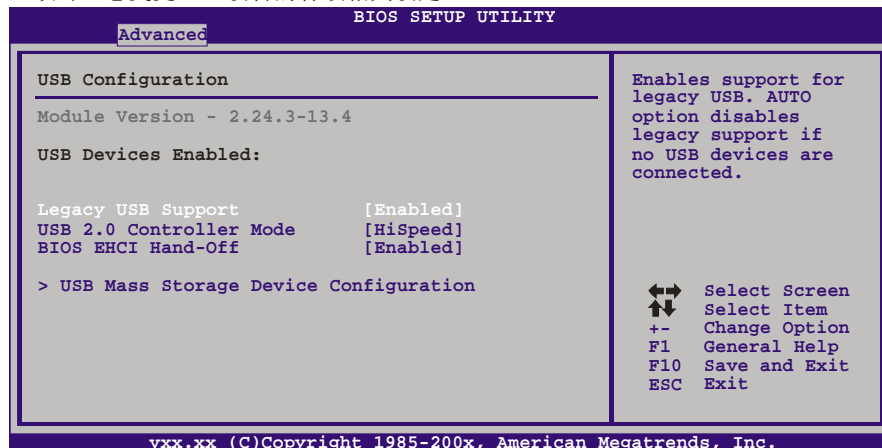 BIOS SETUP UTILITY
Advanced
USB Configuration
Module Version - 2.24.3-13.4
USB Devices Enabled:
Legacy USB Support [Enabled]
USB 2.0 Controller Mode [HiSpeed]
BIOS EHCI Hand-Off [Enabled]
> USB Mass Storage Device Configuration
Enables support for
legacy USB. AUTO
option disables
legacy support if
no USB devices are
connected.
Select Screen
Select Item
+- Change Option
F1 General Help
F10 Save and Exit
ESC Exit
vxx.xx (C)Copyright 1985-200x, American Megatrends, Inc.